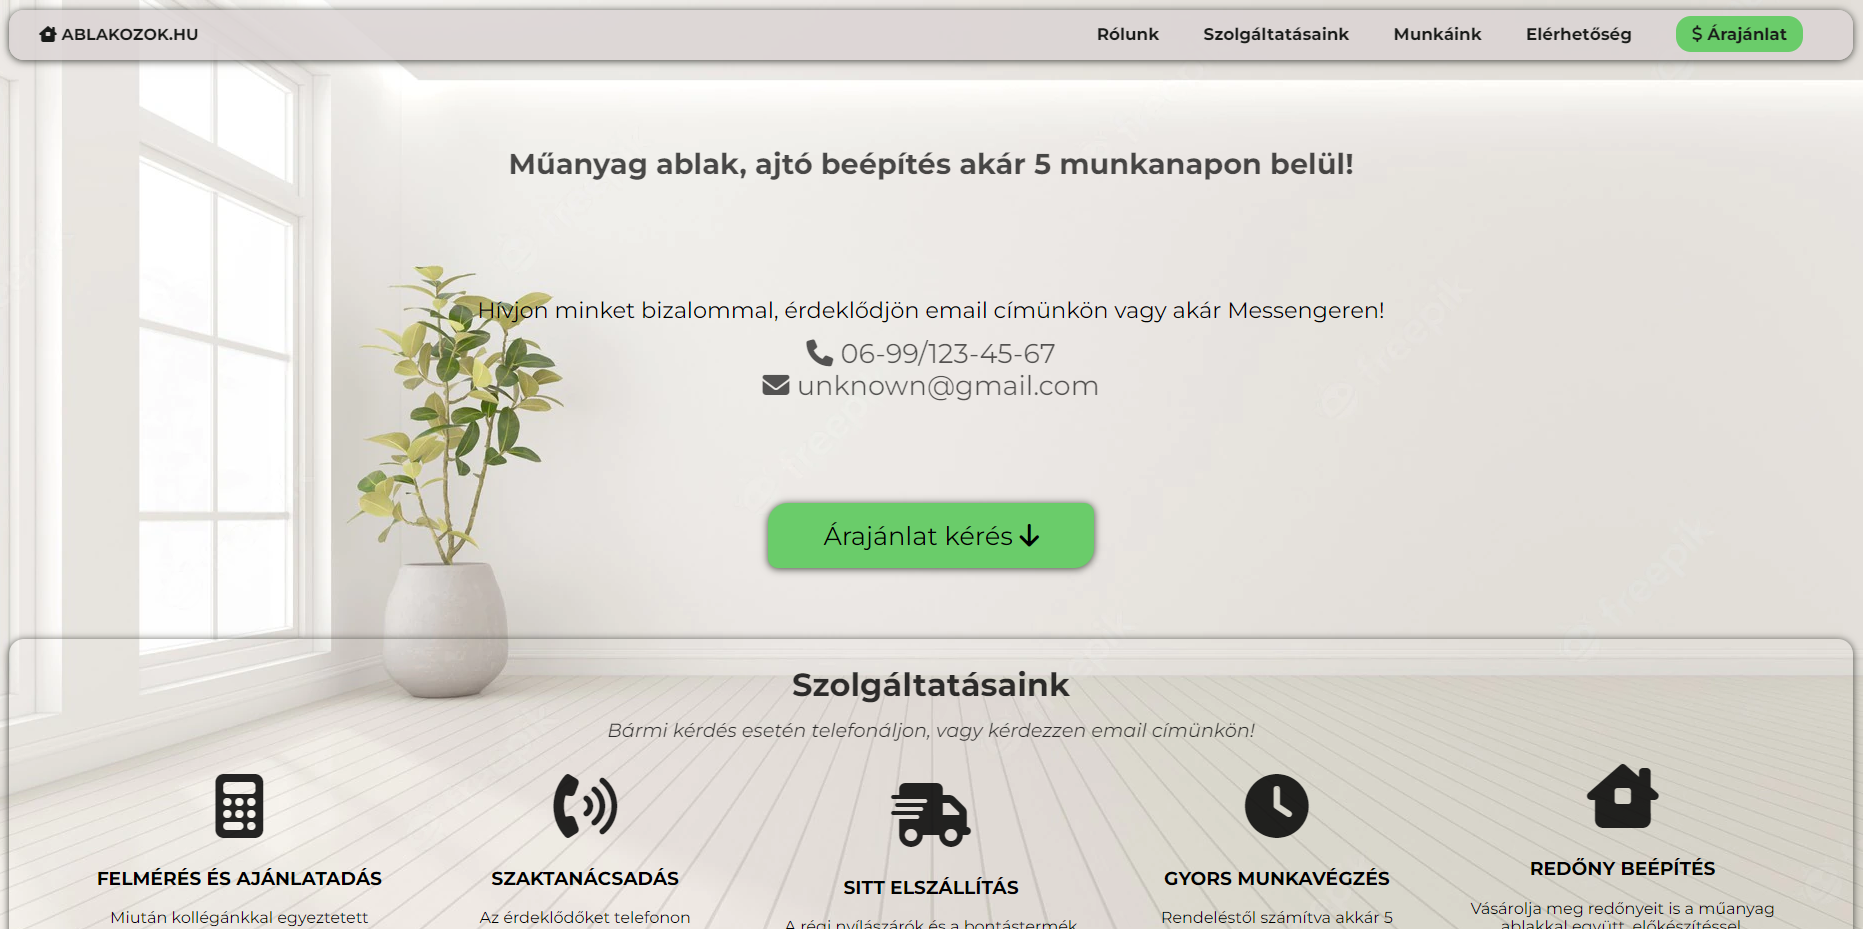 ABLAKOZOK.HU
Rólunk Szolgáltatásaink Munkáink Elérhetőség $ Árajánlat
Műanyag ablak, ajtó beépítés akár 5 munkanapon belül!
Hívjon minket bizalommal, érdeklődjön email címünkön vagy akár Messengeren!
06-99/123-45-67
unknown@gmail.com
Árajánlat kérés
Szolgáltatásaink
Bármi kérdés esetén telefonáljon, vagy kérdezzen email címünkön!
FELMÉRÉS ÉS AJÁNLATADÁS
Miután kollégánkkal egyeztetett
SZAKTANÁCSADÁS
Az érdeklődőket telefonon
SITT ELSZÁLLÍTÁS
A régi nyílászárók és a bontástermék
GYORS MUNKAVÉGZÉS
Rendeléstől számítva akkár 5
REDŐNY BEÉPÍTÉS
Vásárolja meg redőnyeit is a műanyag
ablakkal együtt, előkészítéssel
freepik
freepik
freepik